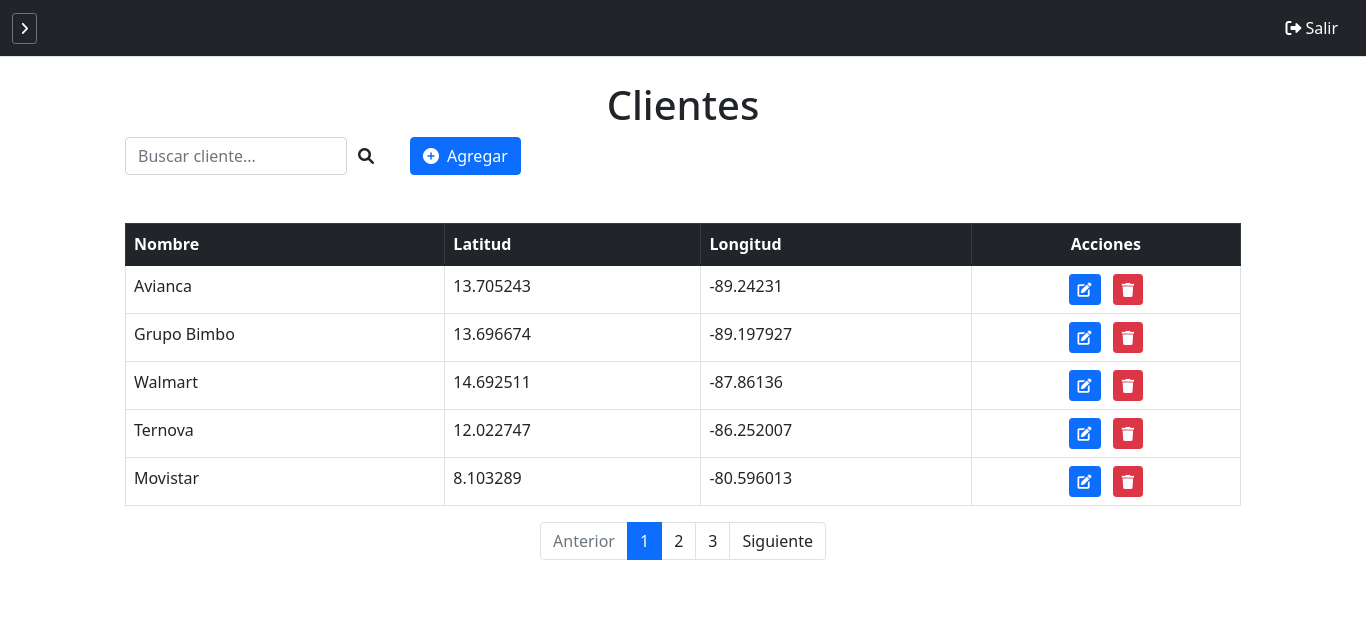 Salir
Clientes
Buscar cliente...
Agregar
Nombre Latitud Longitud Acciones
Avianca 13.705243 -89.24231
Grupo Bimbo 13.696674 -89.197927
Walmart 14.692511 -87.86136
Ternova 12.022747 -86.252007
Movistar 8.103289 -80.596013
Anterior 1 2 3 Siguiente